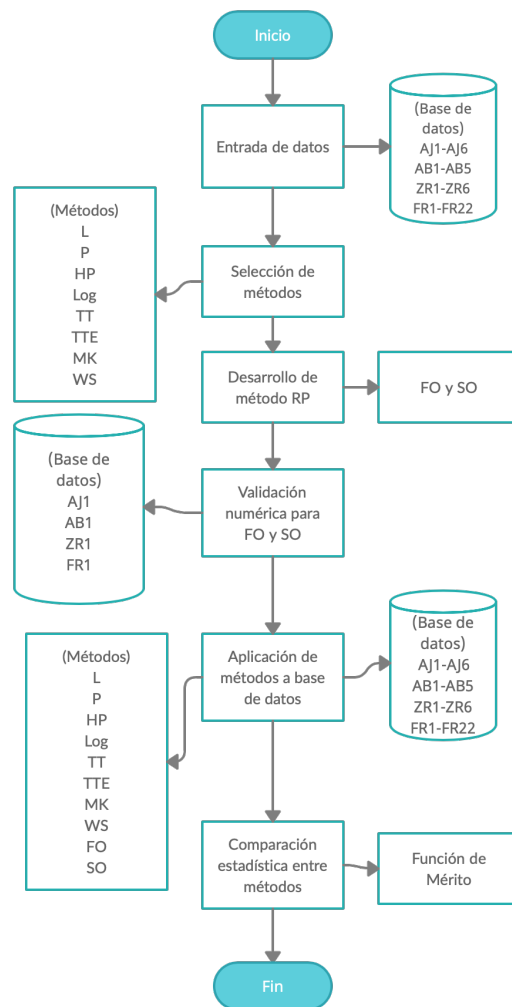 Inicio
Entrada de datos
(Base de
datos)
AJ1-AJ6
AB1-AB5
ZR1-ZR6
FR1-FR22
(Métodos)
L
P
HP
Log
TT
TTE
MK
WS
Selección de
métodos
Desarrollo de
método RP
FO y SO
(Base de
datos)
AJ1
AB1
ZR1
FR1
Validación
numérica para
FO y SO
(Métodos)
L
P
HP
Log
TT
TTE
MK
WS
FO
SO
Aplicación de
métodos a base
de datos
(Base de
datos)
AJ1-AJ6
AB1-AB5
ZR1-ZR6
FR1-FR22
Comparación
estadística entre
métodos
Función de
Mérito
Fin